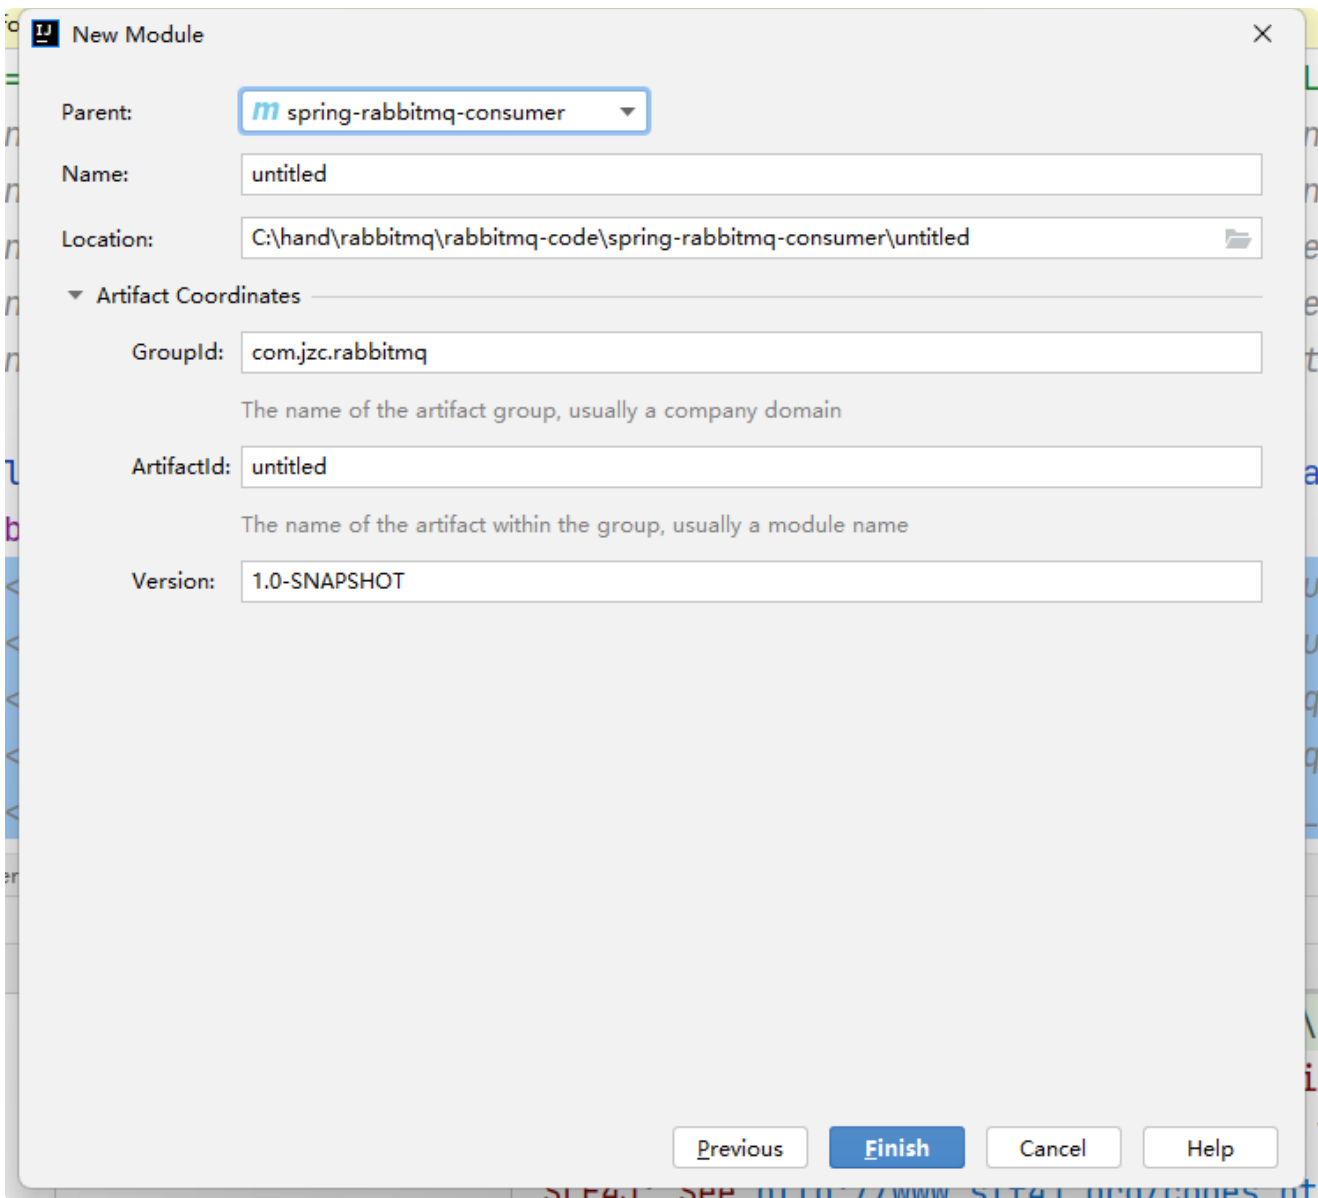 IJ New Module
Parent:
m spring-rabbitmq-consumer
Name:
untitled
Location:
C:\hand\rabbitmq\rabbitmq-code\spring-rabbitmq-consumer\untitled
Artifact Coordinates
GroupId:
com.jzc.rabbitmq
The name of the artifact group, usually a company domain
ArtifactId:
untitled
The name of the artifact within the group, usually a module name
Version:
1.0-SNAPSHOT
Previous
Finish
Cancel
Help